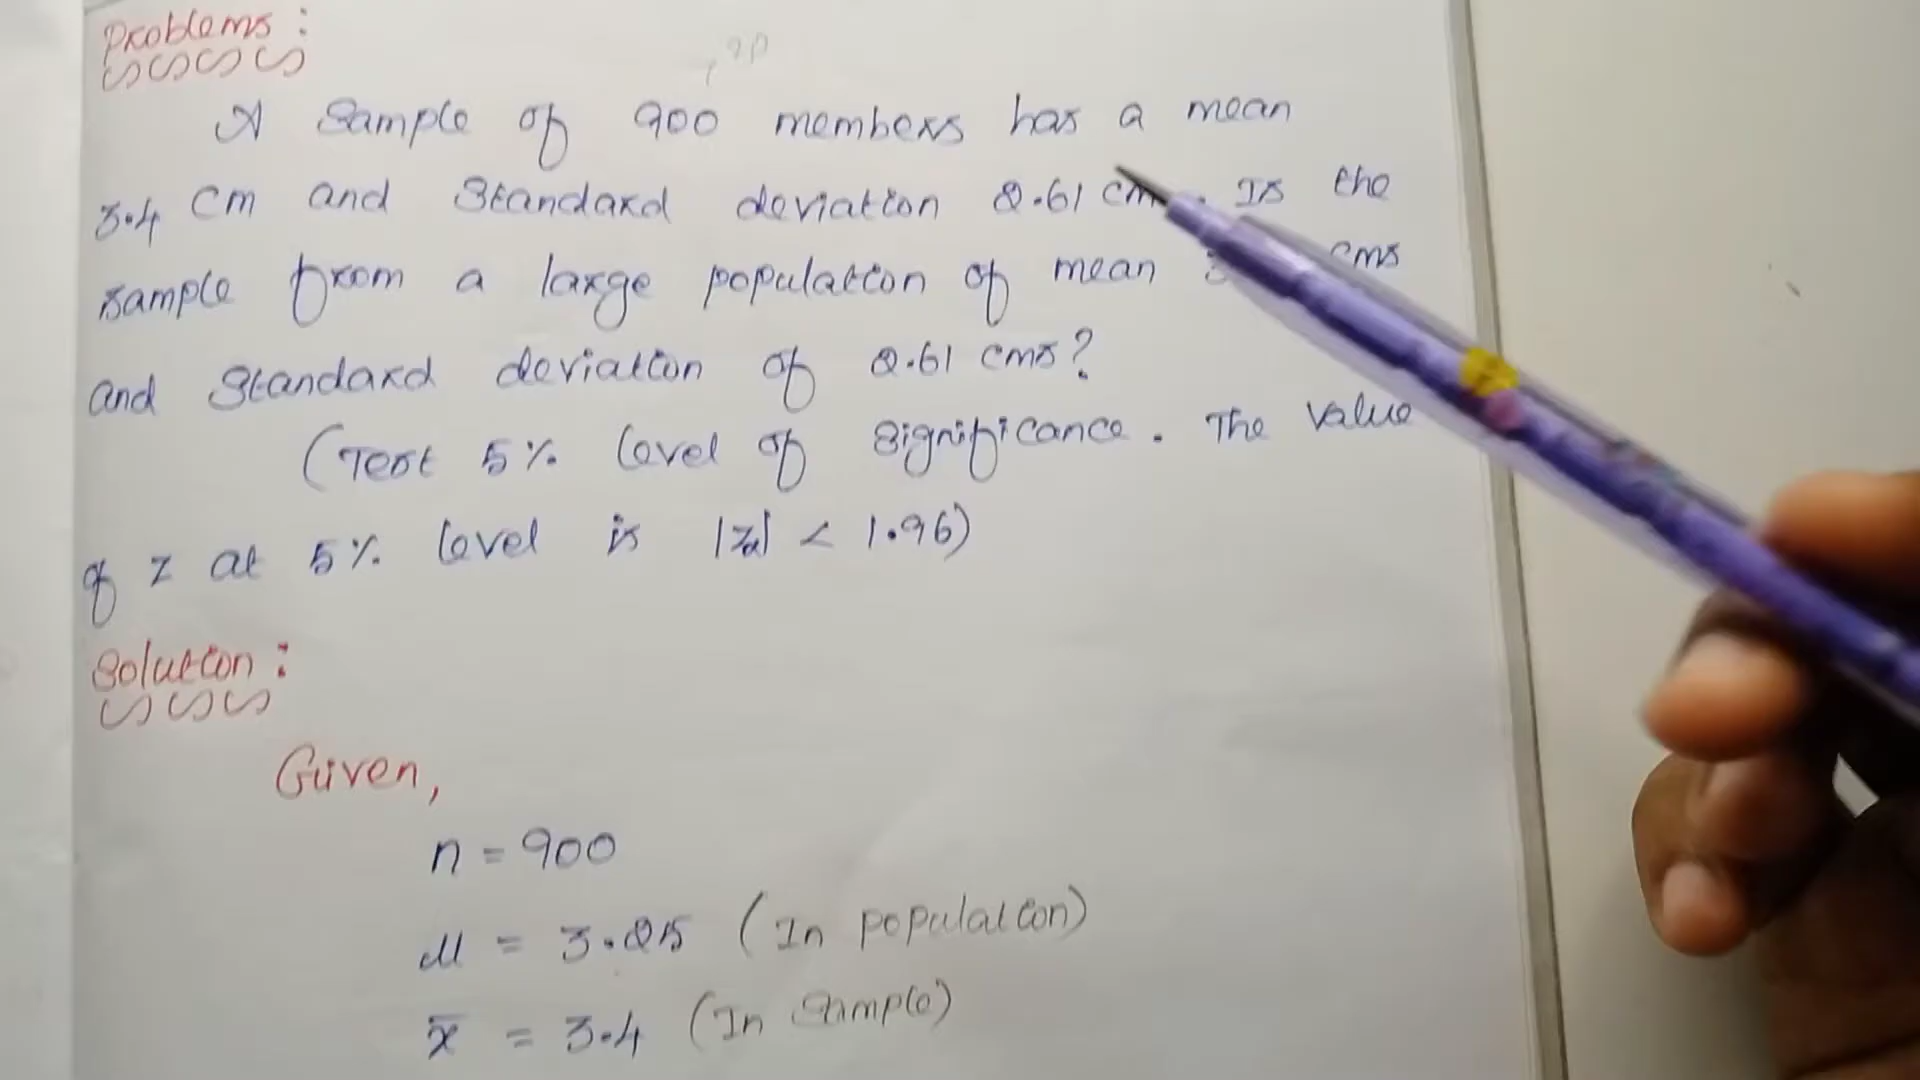 Problems:
A Sample of 900 members has a mean
3.4 cm and Standard deviation 2.61 cm. Is the
sample from a large population of mean cms
and Standard deviation of 2.61 cms?
(Test 5% level of Significance. The value
of z at 5% level is |zα| < 1.96)
Solution:
Given,
n = 900
μ = 3.25 (In population)
x̄ = 3.4 (In Sample)